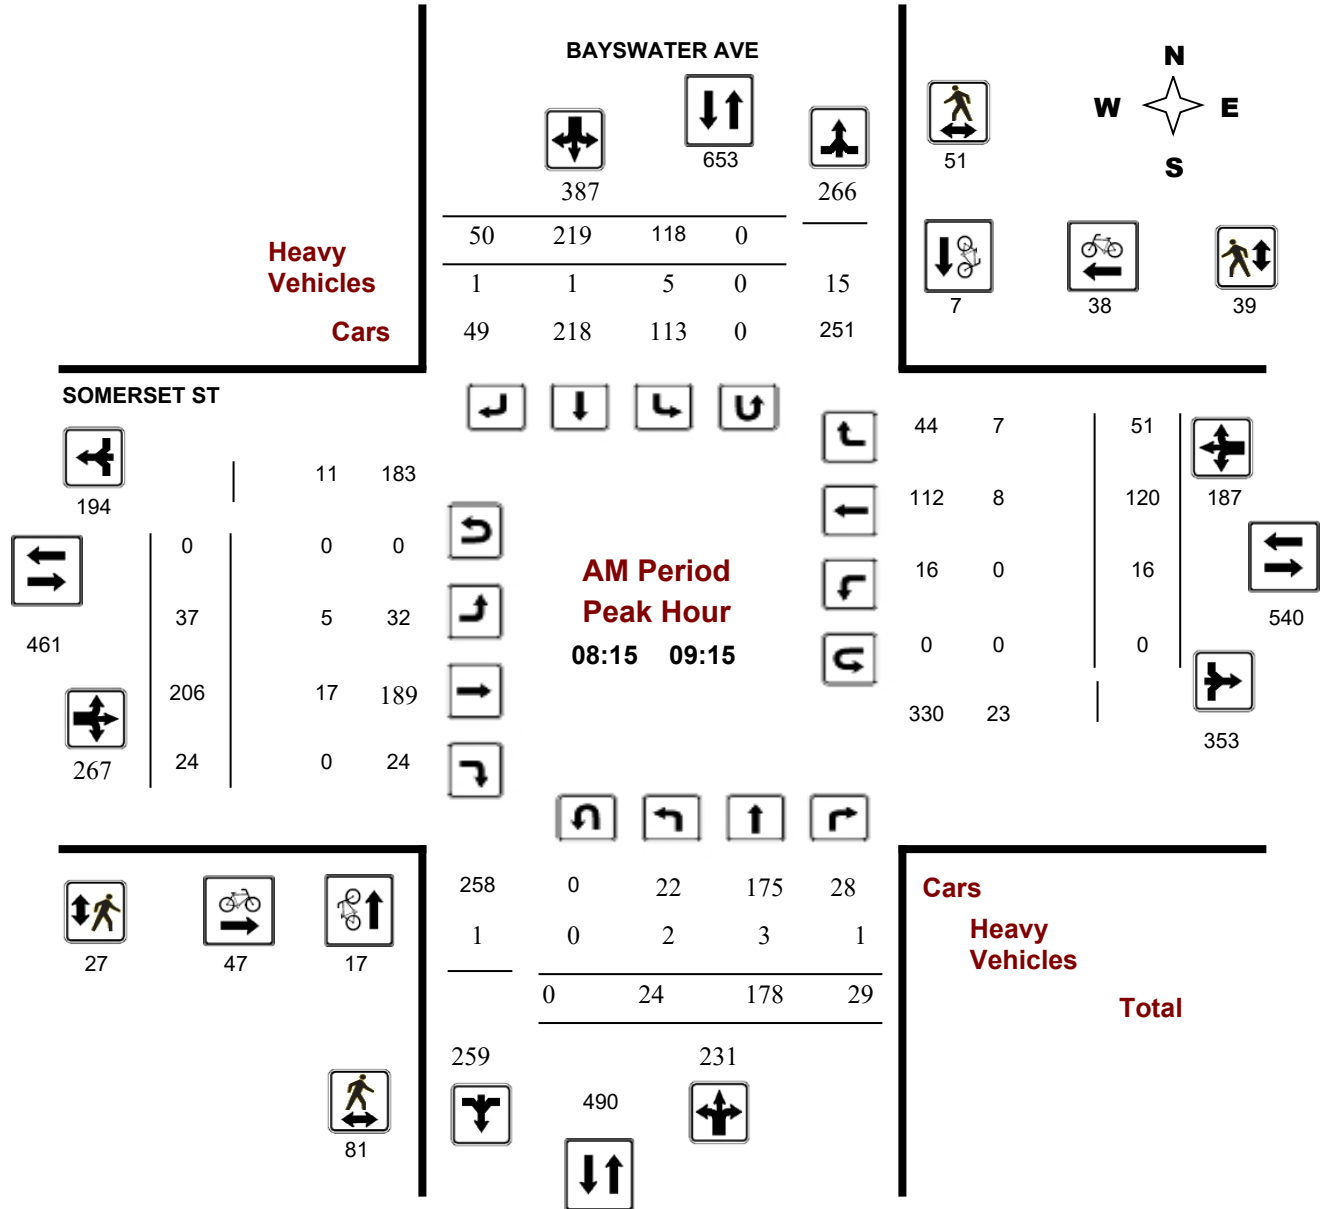 BAYSWATER AVE
N
W E
S
653
51
387
266
50 219 118 0
Heavy
Vehicles
1 1 5 0 15
7 38 39
Cars
49 218 113 0 251
SOMERSET ST
44 7 51
11 183
194
112 8 120 187
0 0 0
AM Period
16 0 16
Peak Hour
37 5 32
540
461
08:15 09:15
0 0 0
206 17 189
330 23
353
267
24 0 24
258 0 22 175 28
Cars
1 0 2 3 1
Heavy
Vehicles
27 47 17
0 24 178 29
Total
259 231
490
81